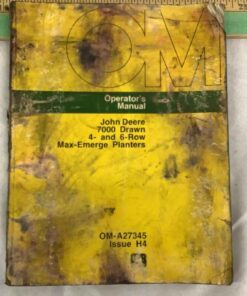 OM
Operator's
Manual
John Deere
7000 Drawn
4- and 6-Row
Max-Emerge Planters
OM-A27345
Issue H4